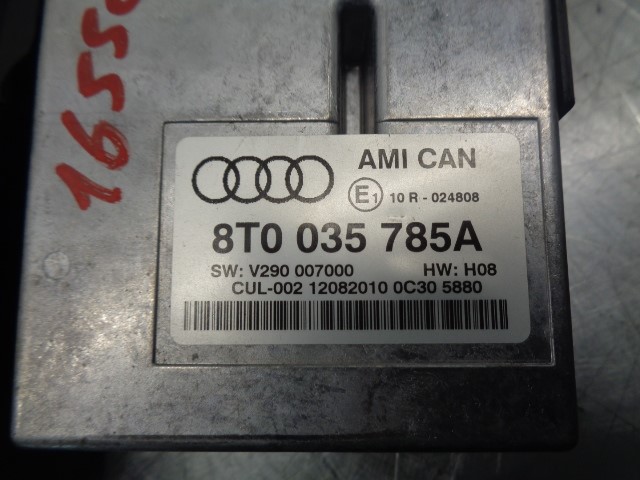 AMI CAN
E1 10 R - 024808
8T0 035 785A
SW: V290 007000 HW: H08
CUL-002 12082010 0C30 5880